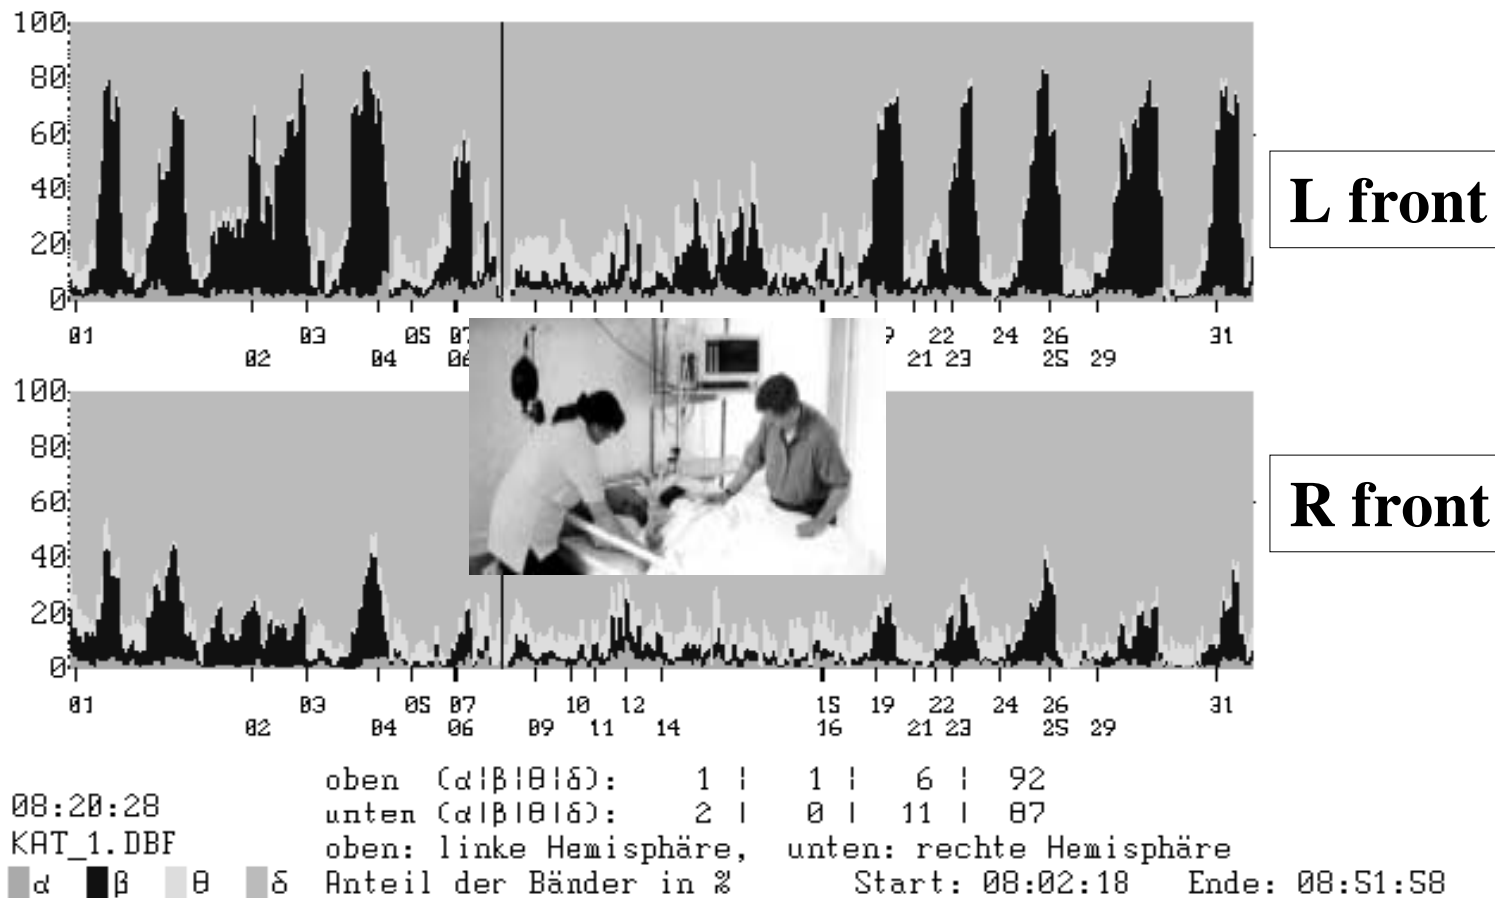 100
80
60
40
20
0
L front
01 03 05 07 22 24 26 31
02 04 21 23 25 29
100
80
60
40
20
0
R front
01 03 05 07 10 12 15 19 22 24 26 31
02 04 06 09 11 14 16 21 23 25 29
oben (α|β|θ|δ): 1 | 1 | 6 | 92
08:20:28
unten (α|β|θ|δ): 2 | 0 | 11 | 87
KAT_1.DBF
oben: linke Hemisphäre, unten: rechte Hemisphäre
α β θ δ Anteil der Bänder in % Start: 08:02:18 Ende: 08:51:58